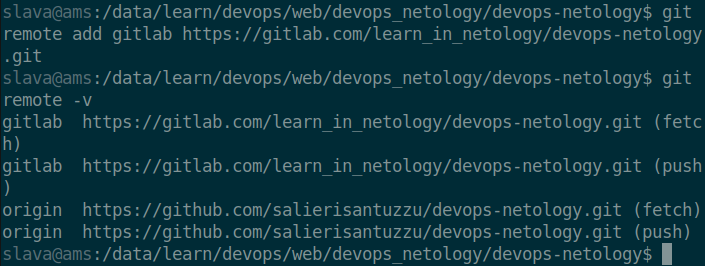 slava@ams:/data/learn/devops/web/devops_netology/devops-netology$ git
remote add gitlab https://gitlab.com/learn_in_netology/devops-netology
.git
slava@ams:/data/learn/devops/web/devops_netology/devops-netology$ git
remote -v
gitlab  https://gitlab.com/learn_in_netology/devops-netology.git (fetc
h)
gitlab  https://gitlab.com/learn_in_netology/devops-netology.git (push
)
origin  https://github.com/salierisantuzzu/devops-netology.git (fetch)
origin  https://github.com/salierisantuzzu/devops-netology.git (push)
slava@ams:/data/learn/devops/web/devops_netology/devops-netology$